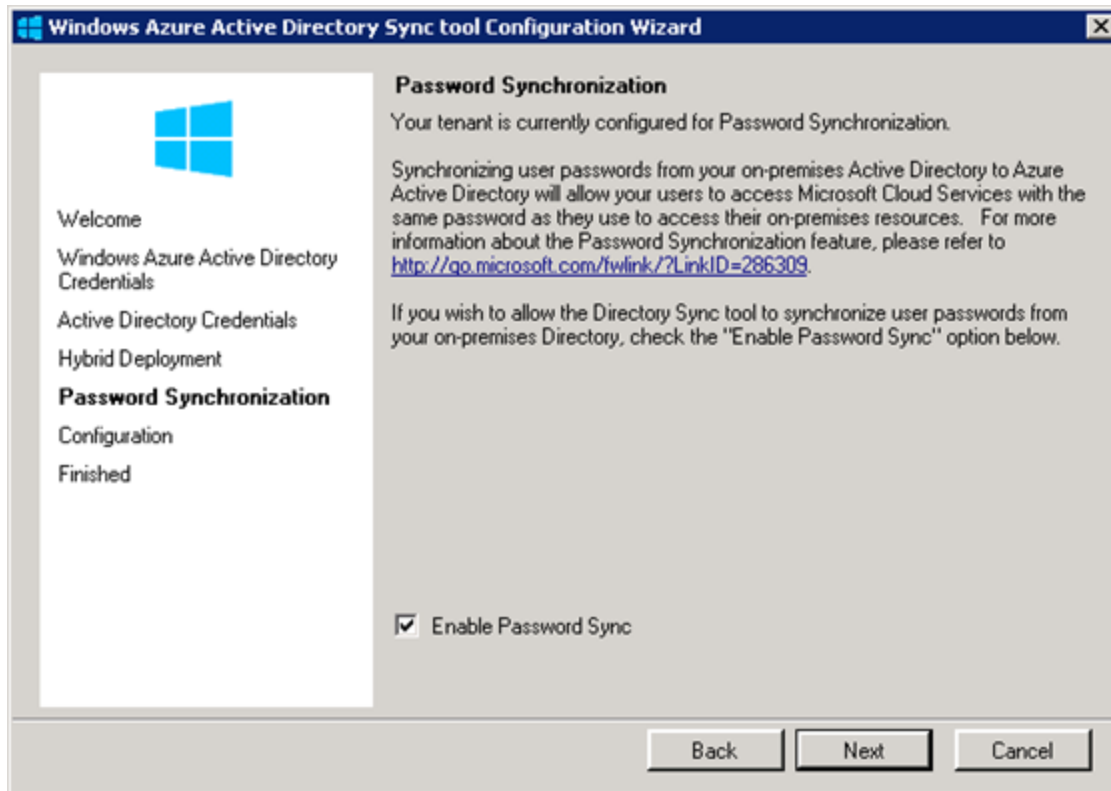 Windows Azure Active Directory Sync tool Configuration Wizard
Welcome
Windows Azure Active Directory
Credentials
Active Directory Credentials
Hybrid Deployment
Password Synchronization
Configuration
Finished
Password Synchronization
Your tenant is currently configured for Password Synchronization.
Synchronizing user passwords from your on-premises Active Directory to Azure
Active Directory will allow your users to access Microsoft Cloud Services with the
same password as they use to access their on-premises resources.   For more
information about the Password Synchronization feature, please refer to
http://go.microsoft.com/fwlink/?LinkID=286309.
If you wish to allow the Directory Sync tool to synchronize user passwords from
your on-premises Directory, check the "Enable Password Sync" option below.
Enable Password Sync
Back
Next
Cancel